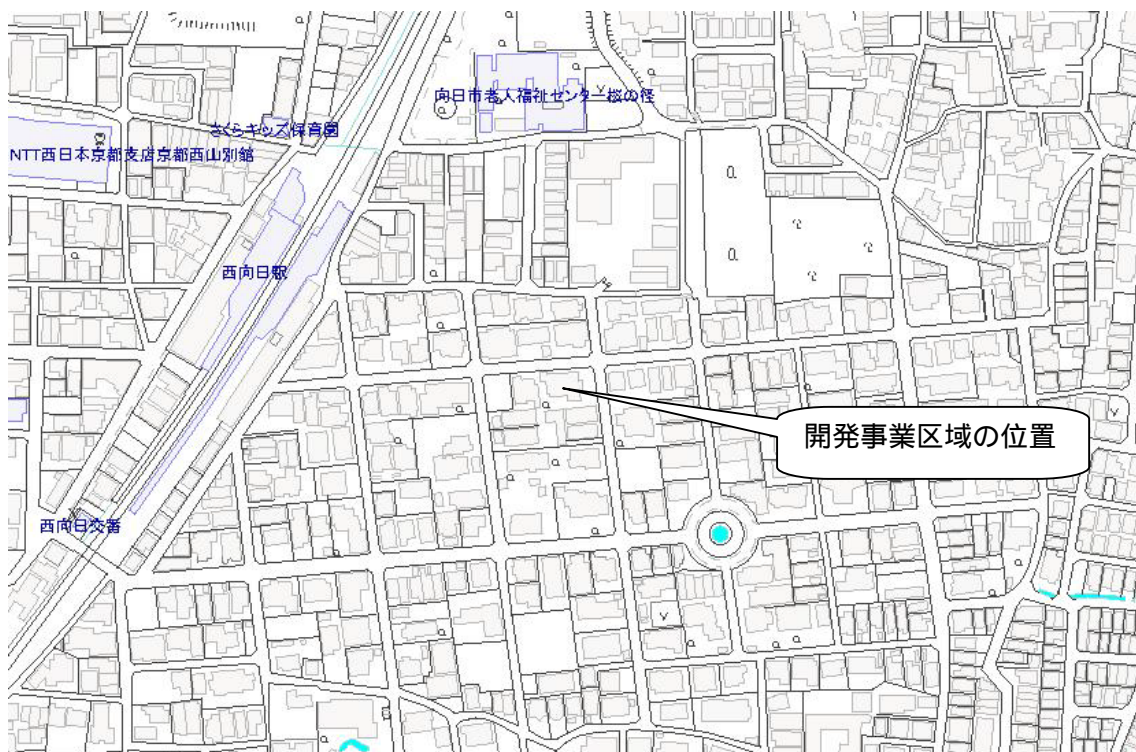 向日市老人福祉センター桜の径
さくらキッズ保育園
NTT西日本京都支店京都西山別館
西向日駅
開発事業区域の位置
西向日交番